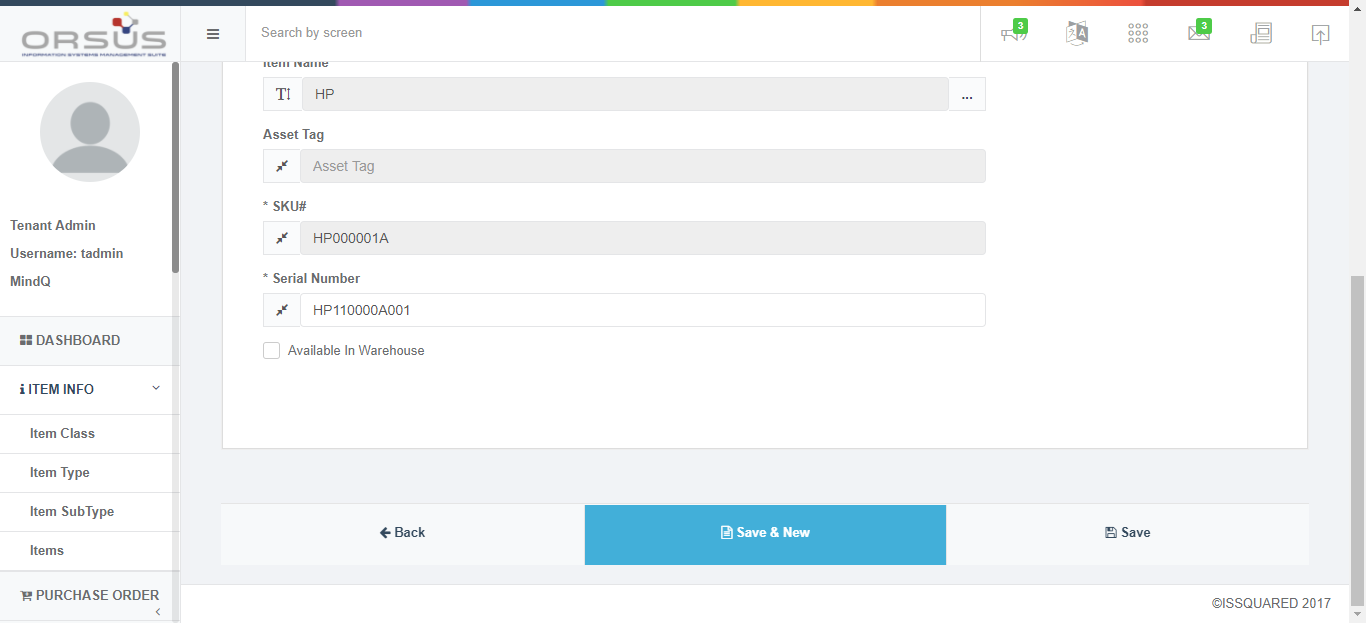 ORSUS
INFORMATION SYSTEMS MANAGEMENT SUITE
Search by screen
3
A
3
Tenant Admin
Username: tadmin
MindQ
DASHBOARD
ITEM INFO
Item Class
Item Type
Item SubType
Items
PURCHASE ORDER
Item Name
HP
...
Asset Tag
Asset Tag
* SKU#
HP000001A
* Serial Number
HP110000A001
Available In Warehouse
Back
Save & New
Save
©ISSQUARED 2017